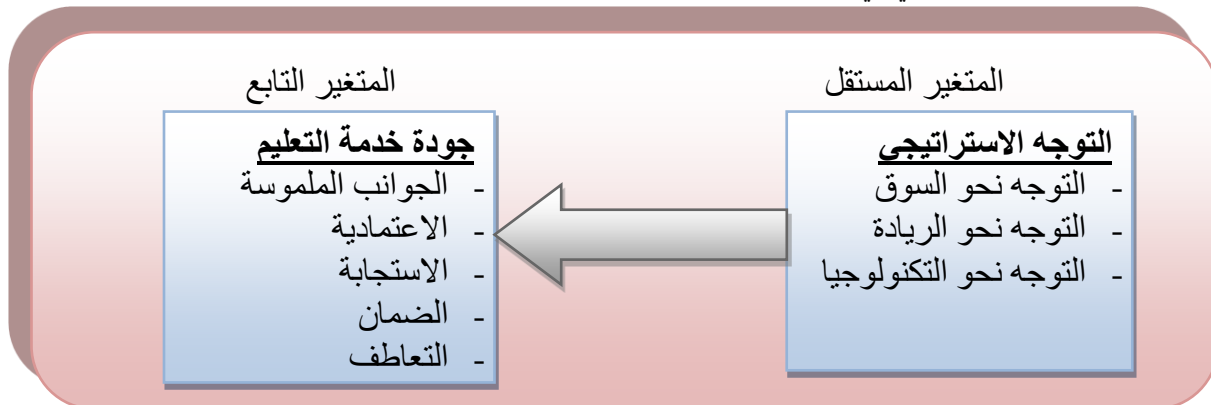 المتغير المستقل
التوجه الاستراتيجي
- التوجه نحو السوق
- التوجه نحو الريادة
- التوجه نحو التكنولوجيا
المتغير التابع
جودة خدمة التعليم
- الجوانب الملموسة
- الاعتمادية
- الاستجابة
- الضمان
- التعاطف